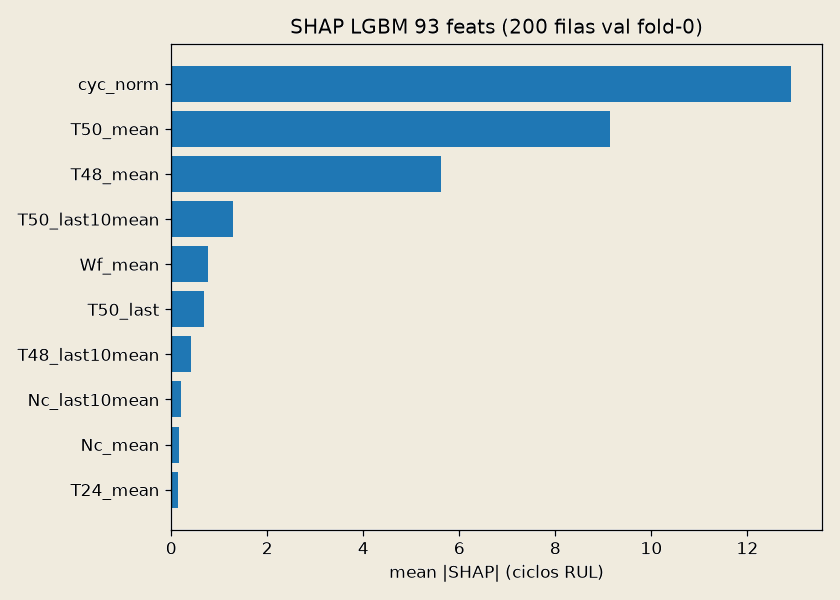 SHAP LGBM 93 feats (200 filas val fold-0)
cyc_norm
T50_mean
T48_mean
T50_last10mean
Wf_mean
T50_last
T48_last10mean
Nc_last10mean
Nc_mean
T24_mean
0 2 4 6 8 10 12
mean |SHAP| (ciclos RUL)